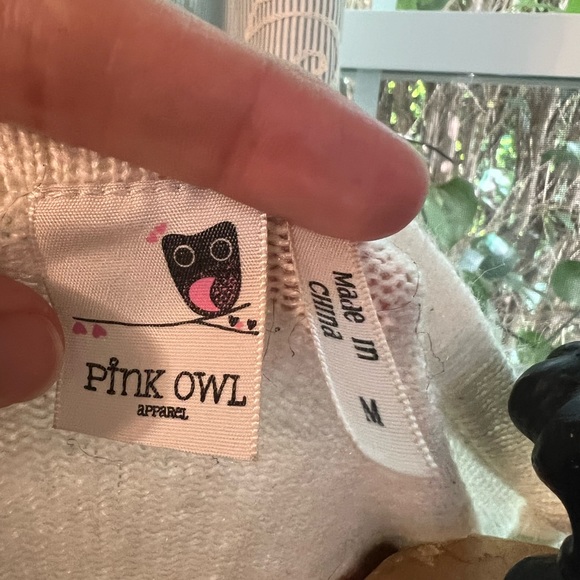 PiNK OWL
APPAREL
Made in
China
M